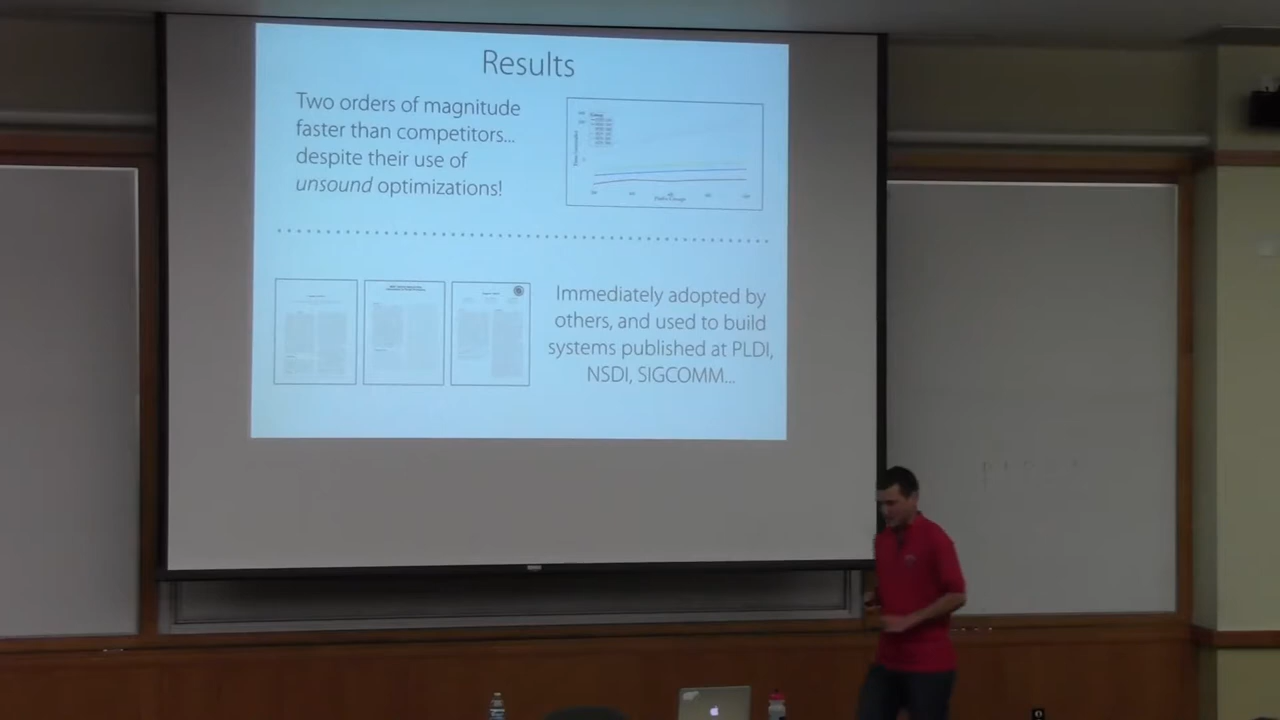 Results
Two orders of magnitude
faster than competitors...
despite their use of
unsound optimizations!
Immediately adopted by
others, and used to build
systems published at PLDI,
NSDI, SIGCOMM...